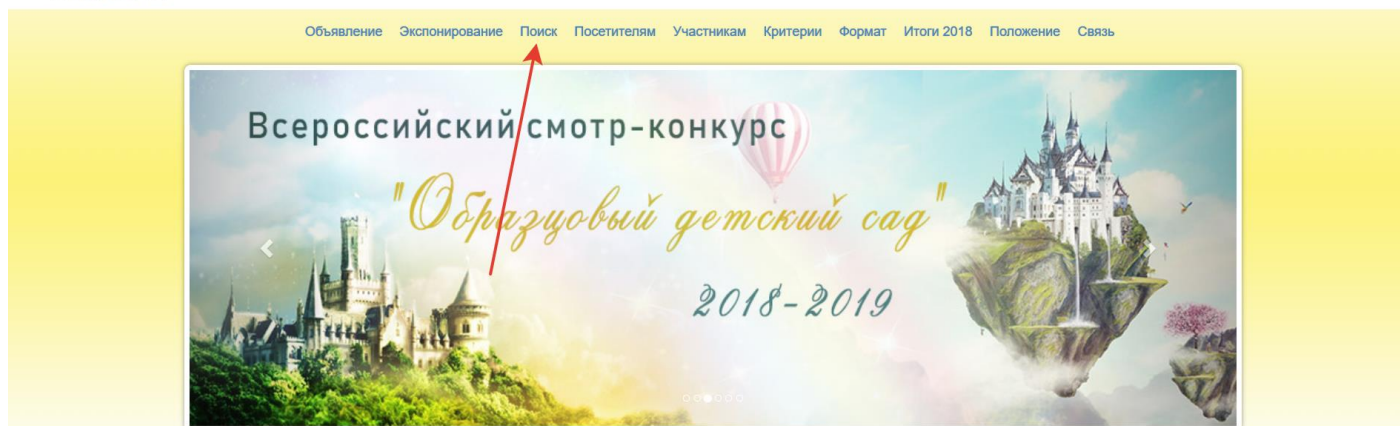 Объявление Экспонирование Поиск Посетителям Участникам Критерии Формат Итоги 2018 Положение Связь
Всероссийский смотр-конкурс
"Образцовый детский сад"
2018-2019